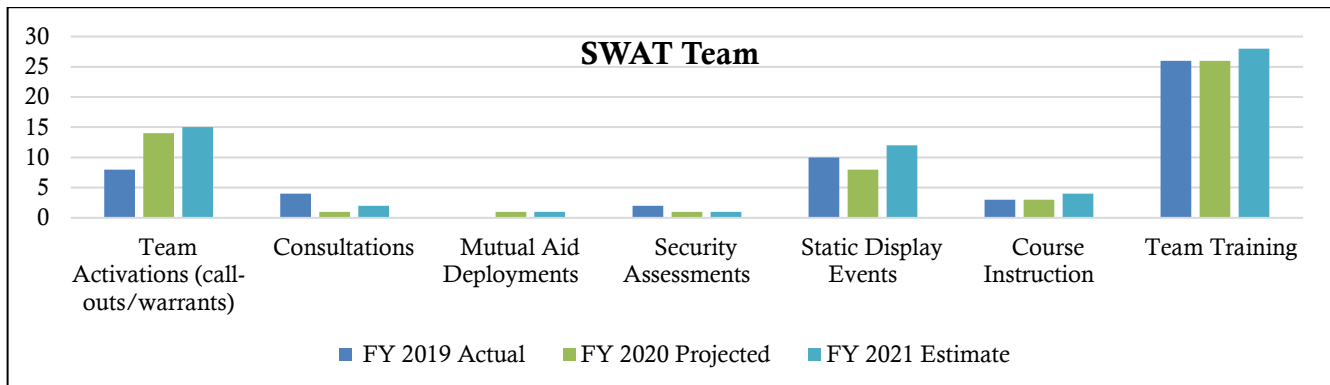 SWAT Team
30
25
20
15
10
5
0
Team
Activations (call-
outs/warrants)
Consultations
Mutual Aid
Deployments
Security
Assessments
Static Display
Events
Course
Instruction
Team Training
FY 2019 Actual
FY 2020 Projected
FY 2021 Estimate